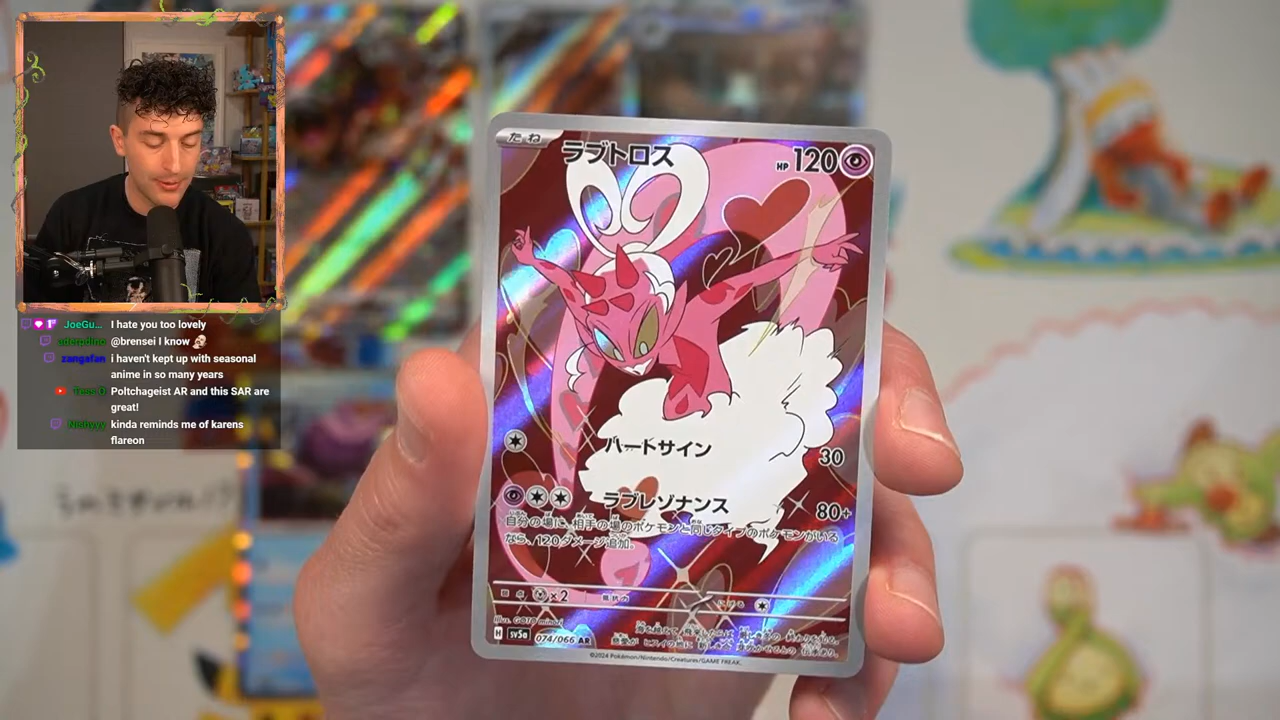 JoeGu... I hate you too lovely
@brensei I know
zangafan i haven't kept up with seasonal
anime in so many years
Poltchageist AR and this SAR are
great!
kinda reminds me of karens
flareon
たね ラブトロス HP 120
ハートサイン 30
ラブレゾナンス 80+
自分の場に、相手の場のポケモンと同じタイプのポケモンがいる
なら、120ダメージ追加。
×2
H sv5a 074/066 AR
©2024 Pokémon/Nintendo/Creatures/GAME FREAK.